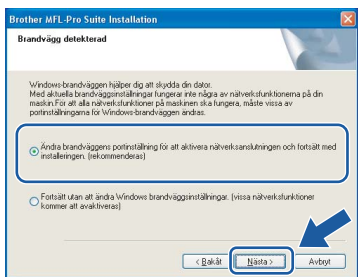 Brother MFL-Pro Suite Installation
Brandvägg detekterad
Windows-brandväggen hjälper dig att skydda din dator.
Med aktuella brandväggsinställningar fungerar inte några av nätverksfunktionerna på din
maskin.För att alla nätverksfunktioner på maskinen ska fungera, måste vissa av
portinställningarna för Windows-brandväggen ändras.
Ändra brandväggens portinställning för att aktivera nätverksanslutningen och fortsätt med
installeringen. (rekommenderas)
Fortsätt utan att ändra Windows brandväggsinställningar. (vissa nätverksfunktioner
kommer att avaktiveras)
< Bakåt Nästa > Avbryt